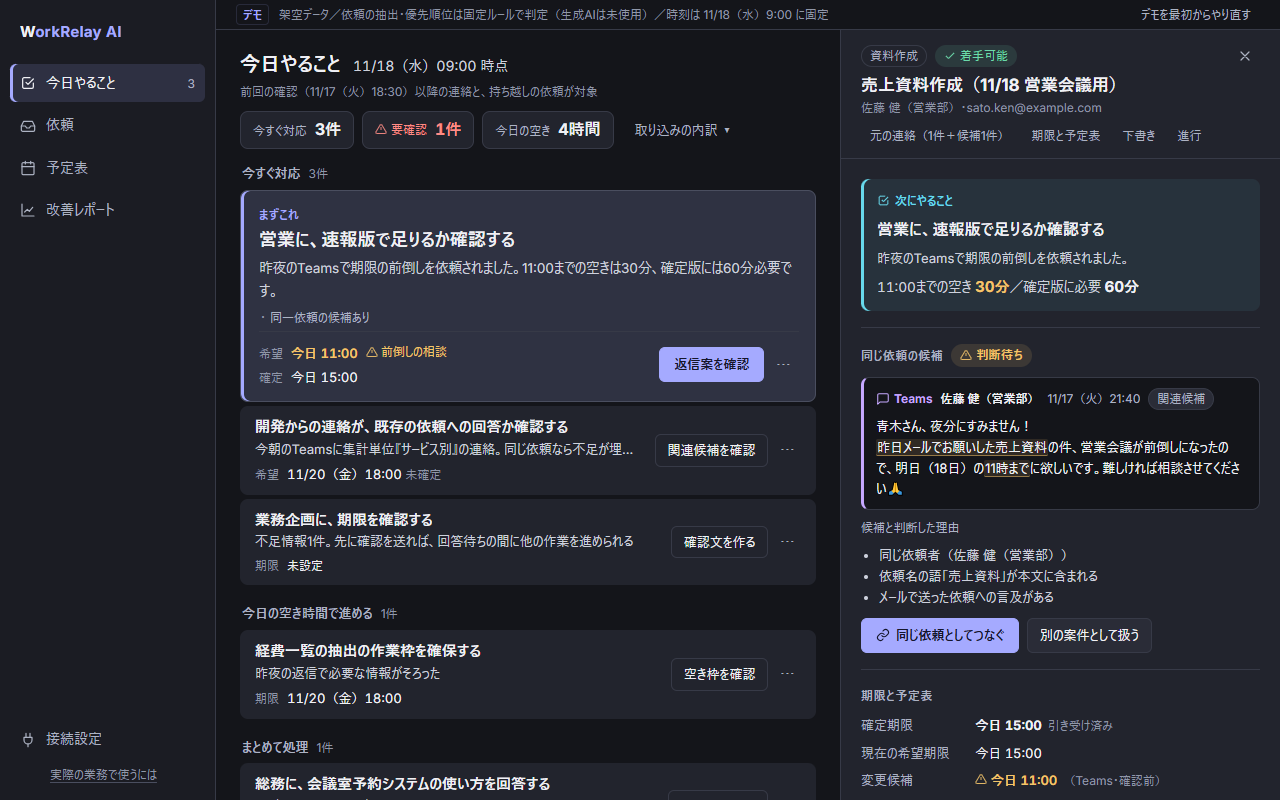 WorkRelay AI
今日やること 3
依頼
予定表
改善レポート
接続設定
実際の業務で使うには
デモ 架空データ／依頼の抽出・優先順位は固定ルールで判定（生成AIは未使用）／時刻は 11/18（水）9:00 に固定 デモを最初からやり直す
今日やること 11/18（水）09:00 時点
前回の確認（11/17（火）18:30）以降の連絡と、持ち越しの依頼が対象
今すぐ対応 3件 要確認 1件 今日の空き 4時間 取り込みの内訳 ▼
今すぐ対応 3件
まずこれ
営業に、速報版で足りるか確認する
昨夜のTeamsで期限の前倒しを依頼されました。11:00までの空きは30分、確定版には60分必要で
す。
・同一依頼の候補あり
希望 今日 11:00 前倒しの相談
確定 今日 15:00
返信案を確認 …
開発からの連絡が、既存の依頼への回答か確認する
今朝のTeamsに集計単位『サービス別』の連絡。同じ依頼なら不足が埋…
希望 11/20（金）18:00 未確定
関連候補を確認 …
業務企画に、期限を確認する
不足情報1件。先に確認を送れば、回答待ちの間に他の作業を進められる
期限 未設定
確認文を作る …
今日の空き時間で進める 1件
経費一覧の抽出の作業枠を確保する
昨夜の返信で必要な情報がそろった
期限 11/20（金）18:00
空き枠を確認 …
まとめて処理 1件
総務に、会議室予約システムの使い方を回答する
資料作成 着手可能
売上資料作成（11/18 営業会議用）
佐藤 健（営業部）・sato.ken@example.com
元の連絡（1件＋候補1件） 期限と予定表 下書き 進行
次にやること
営業に、速報版で足りるか確認する
昨夜のTeamsで期限の前倒しを依頼されました。
11:00までの空き 30分／確定版に必要 60分
同じ依頼の候補 判断待ち
Teams 佐藤 健（営業部） 11/17（火）21:40 関連候補
青木さん、夜分にすみません！
昨日メールでお願いした売上資料の件、営業会議が前倒しになったの
で、明日（18日）の11時までに欲しいです。難しければ相談させてくださ
い🙏
候補と判断した理由
• 同じ依頼者（佐藤 健（営業部））
• 依頼名の語「売上資料」が本文に含まれる
• メールで送った依頼への言及がある
同じ依頼としてつなぐ 別の案件として扱う
期限と予定表
確定期限 今日 15:00 引き受け済み
現在の希望期限 今日 15:00
変更候補 今日 11:00 （Teams・確認前）